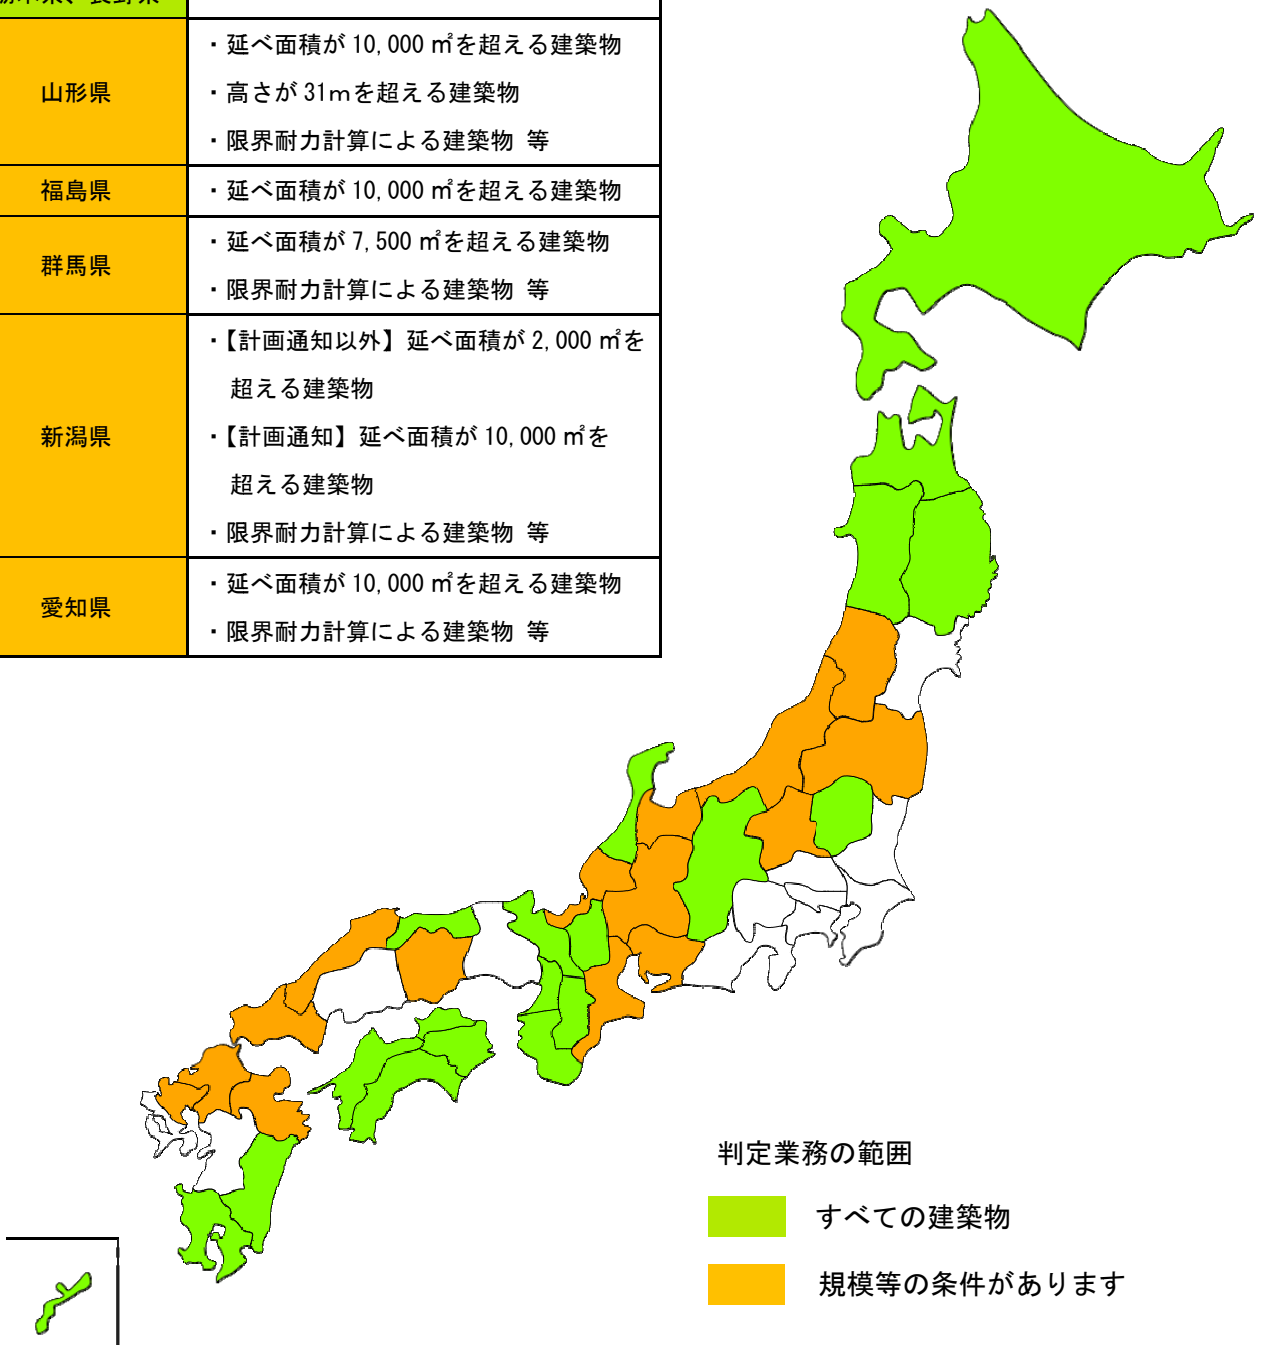 栃木県、長野県
山形県
・延べ面積が 10,000 ㎡を超える建築物
・高さが 31ｍを超える建築物
・限界耐力計算による建築物 等
福島県
・延べ面積が 10,000 ㎡を超える建築物
群馬県
・延べ面積が 7,500 ㎡を超える建築物
・限界耐力計算による建築物 等
新潟県
・【計画通知以外】延べ面積が 2,000 ㎡を
超える建築物
・【計画通知】延べ面積が 10,000 ㎡を
超える建築物
・限界耐力計算による建築物 等
愛知県
・延べ面積が 10,000 ㎡を超える建築物
・限界耐力計算による建築物 等
判定業務の範囲
すべての建築物
規模等の条件があります